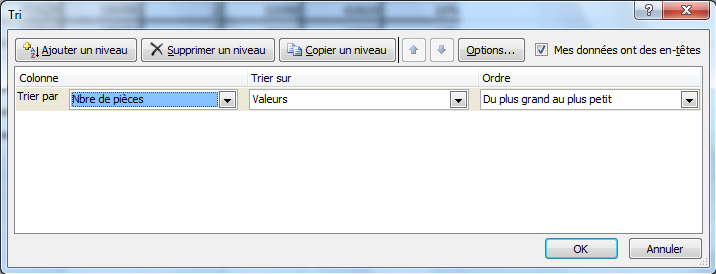 Tri
Ajouter un niveau Supprimer un niveau Copier un niveau Options... Mes données ont des en-têtes
Colonne Trier sur Ordre
Trier par Nbre de pièces Valeurs Du plus grand au plus petit
OK Annuler